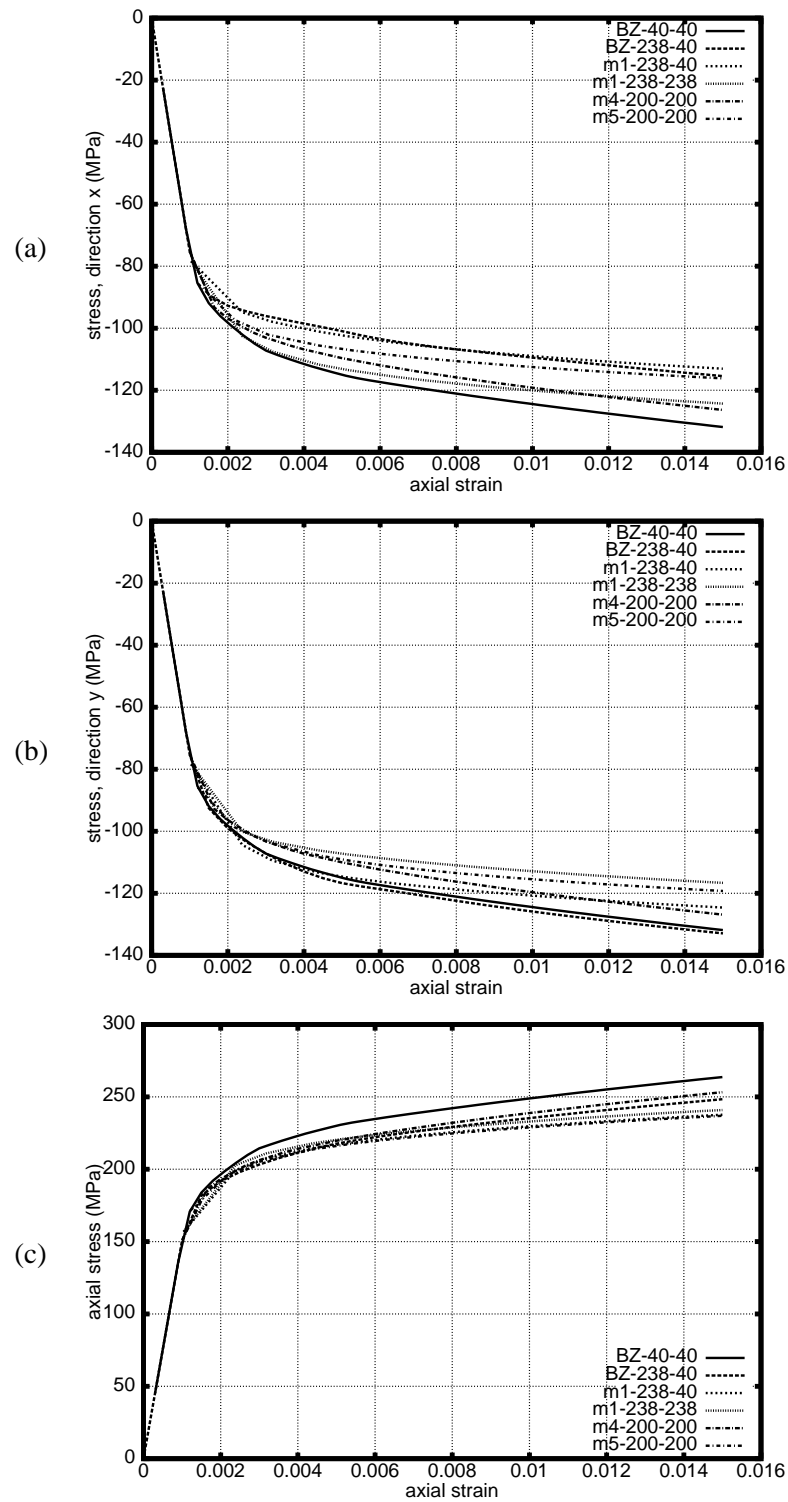 (a)
stress, direction x (MPa)
0
-20
-40
-60
-80
-100
-120
-140
0 0.002 0.004 0.006 0.008 0.01 0.012 0.014 0.016
axial strain
BZ-40-40
BZ-238-40
m1-238-40
m1-238-238
m4-200-200
m5-200-200
(b)
stress, direction y (MPa)
0
-20
-40
-60
-80
-100
-120
-140
0 0.002 0.004 0.006 0.008 0.01 0.012 0.014 0.016
axial strain
BZ-40-40
BZ-238-40
m1-238-40
m1-238-238
m4-200-200
m5-200-200
(c)
axial stress (MPa)
300
250
200
150
100
50
0
0 0.002 0.004 0.006 0.008 0.01 0.012 0.014 0.016
axial strain
BZ-40-40
BZ-238-40
m1-238-40
m1-238-238
m4-200-200
m5-200-200